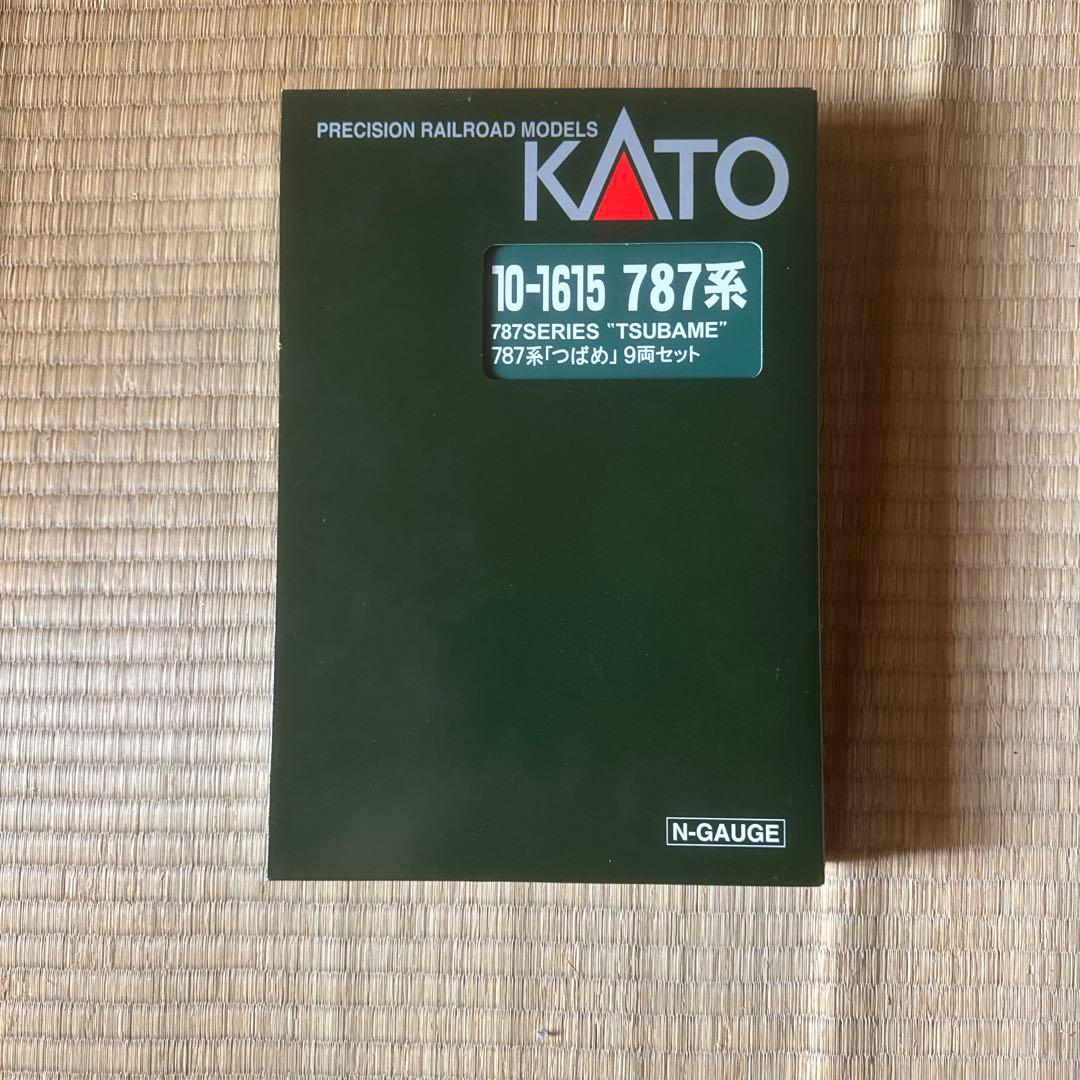 PRECISION RAILROAD MODELS
KATO
10-1615 787系
787SERIES "TSUBAME"
787系「つばめ」9両セット
N-GAUGE